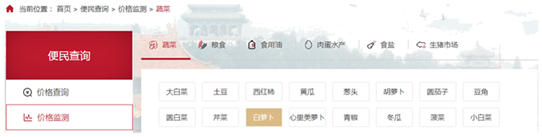 当前位置： 首页 > 便民查询 > 价格监测 > 蔬菜
便民查询
价格查询
价格监测
蔬菜 粮食 食用油 肉蛋水产 食盐 生猪市场
大白菜 土豆 西红柿 黄瓜 葱头 胡萝卜 圆茄子 豆角
圆白菜 芹菜 白萝卜 心里美萝卜 青椒 冬瓜 菠菜 小白菜